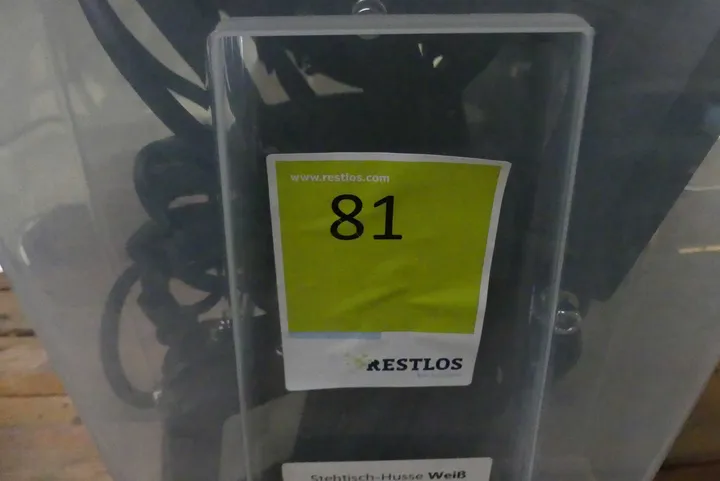 www.restlos.com
81
RESTLOS
Stehtisch-Husse Weiß